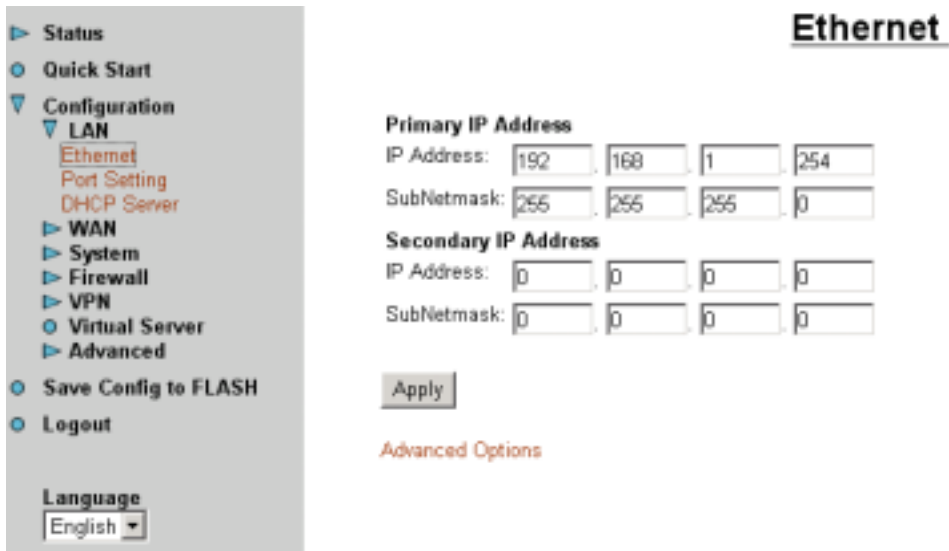 Status
Quick Start
Configuration
LAN
Ethernet
Port Setting
DHCP Server
WAN
System
Firewall
VPN
Virtual Server
Advanced
Save Config to FLASH
Logout
Language
English
Ethernet
Primary IP Address
IP Address: 192 . 168 . 1 . 254
SubNetmask: 255 . 255 . 255 . 0
Secondary IP Address
IP Address: 0 . 0 . 0 . 0
SubNetmask: 0 . 0 . 0 . 0
Apply
Advanced Options